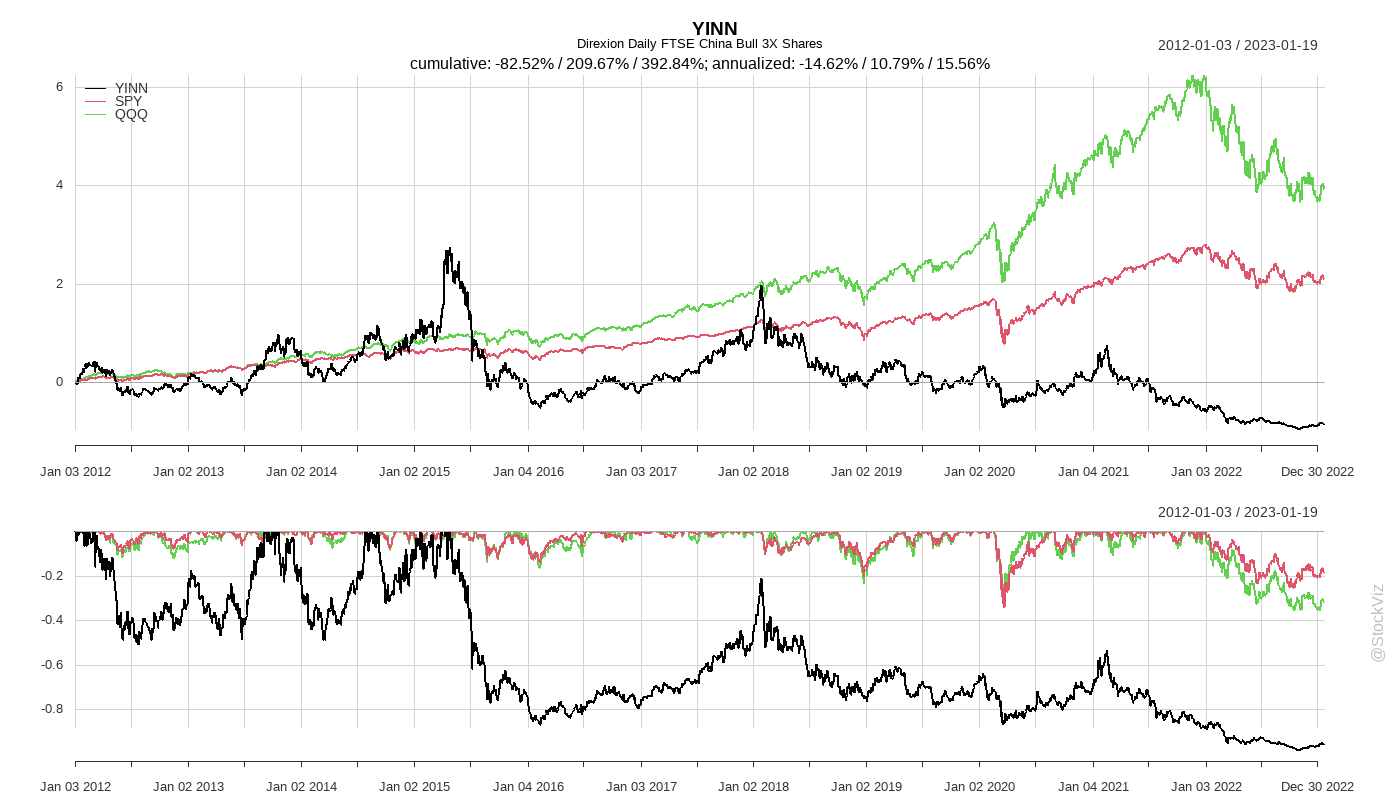 YINN
Direxion Daily FTSE China Bull 3X Shares
2012-01-03 / 2023-01-19
cumulative: -82.52% / 209.67% / 392.84%; annualized: -14.62% / 10.79% / 15.56%
YINN
SPY
QQQ
6
4
2
0
Jan 03 2012 Jan 02 2013 Jan 02 2014 Jan 02 2015 Jan 04 2016 Jan 03 2017 Jan 02 2018 Jan 02 2019 Jan 02 2020 Jan 04 2021 Jan 03 2022 Dec 30 2022
2012-01-03 / 2023-01-19
-0.2
-0.4
-0.6
-0.8
Jan 03 2012 Jan 02 2013 Jan 02 2014 Jan 02 2015 Jan 04 2016 Jan 03 2017 Jan 02 2018 Jan 02 2019 Jan 02 2020 Jan 04 2021 Jan 03 2022 Dec 30 2022
@StockViz